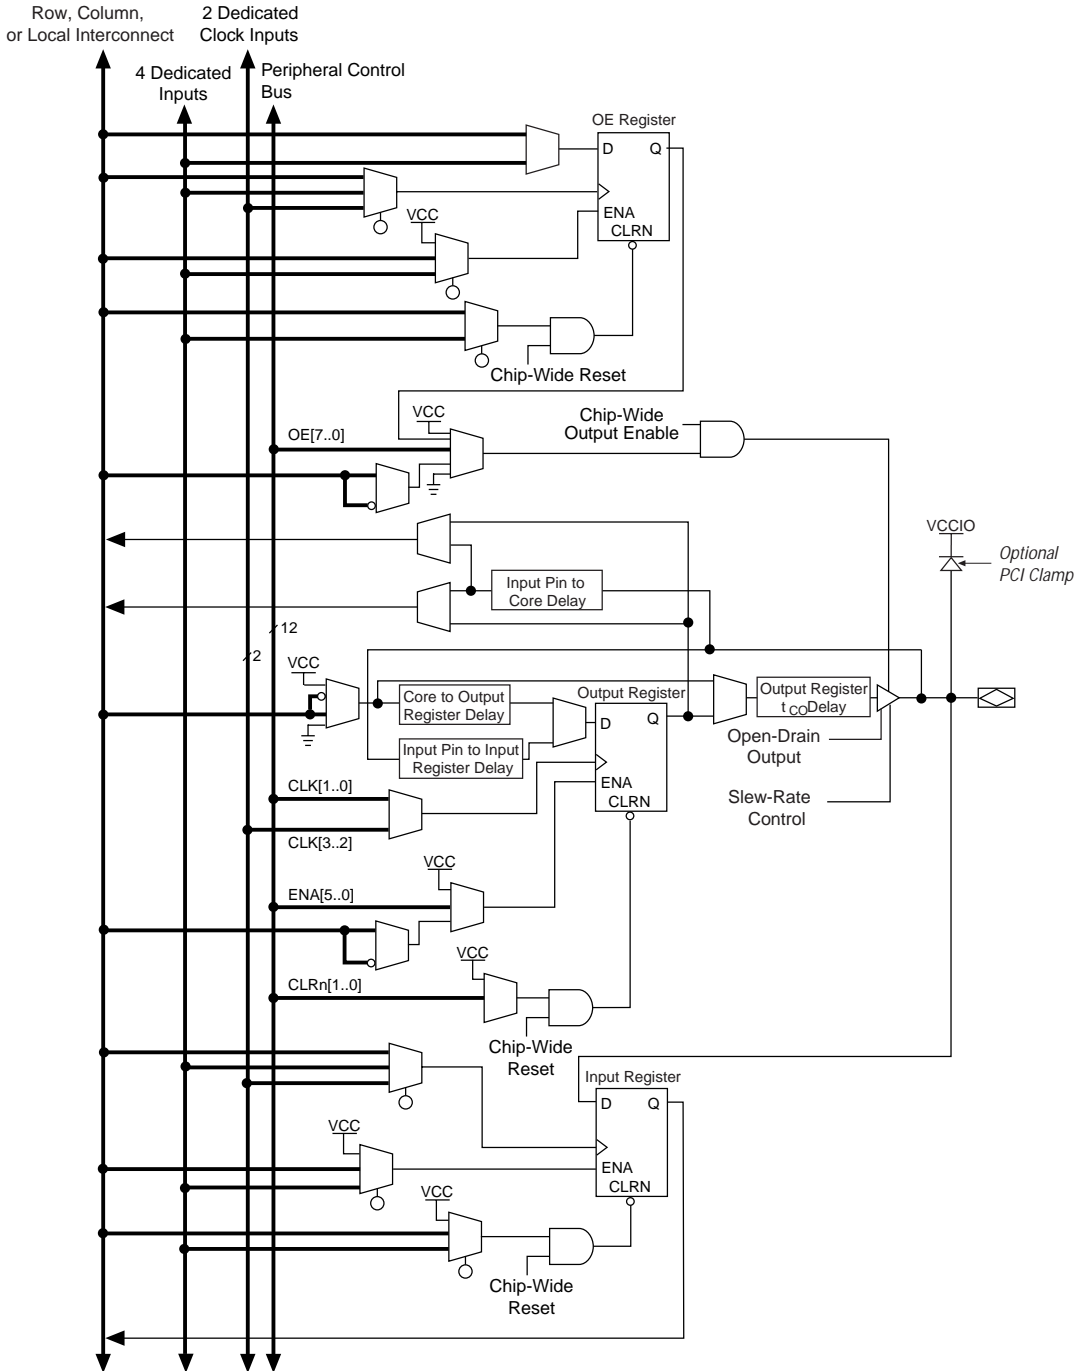 Row, Column,
or Local Interconnect
2 Dedicated
Clock Inputs
4 Dedicated
Inputs
Peripheral Control
Bus
OE Register
D Q
ENA
CLRN
VCC
Chip-Wide Reset
VCC
OE[7..0]
Chip-Wide
Output Enable
VCCIO
Optional
PCI Clamp
Input Pin to
Core Delay
12
2
VCC
Core to Output
Register Delay
Output Register
D Q
ENA
CLRN
Output Register
t CO Delay
Input Pin to Input
Register Delay
Open-Drain
Output
Slew-Rate
Control
CLK[1..0]
CLK[3..2]
VCC
ENA[5..0]
VCC
CLRn[1..0]
Chip-Wide
Reset
Input Register
D Q
ENA
CLRN
VCC
VCC
Chip-Wide
Reset